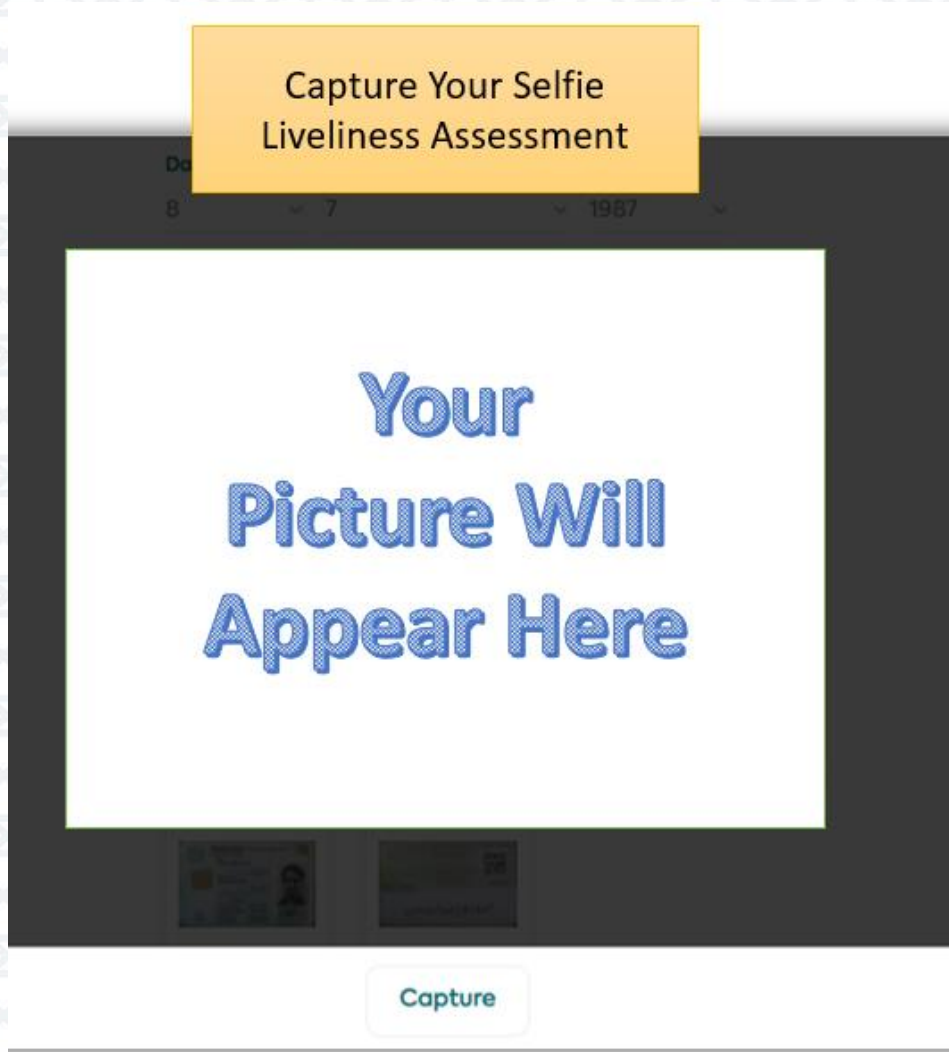 Capture Your Selfie
Liveliness Assessment
8 7 1987
Your
Picture Will
Appear Here
Capture